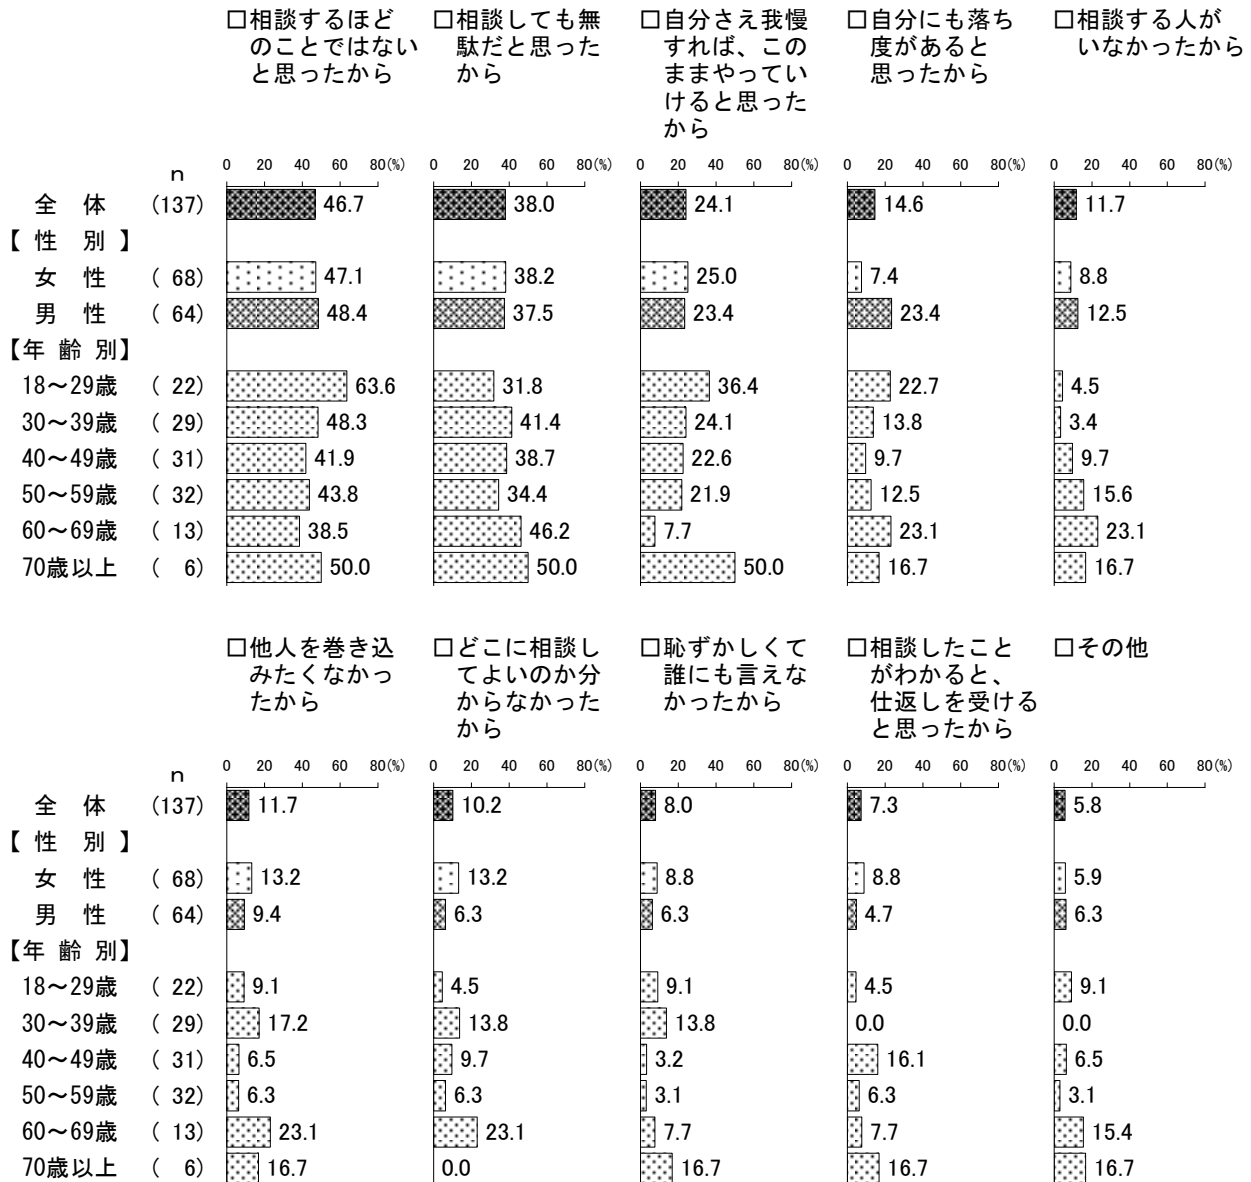 □相談するほど
のことではない
と思ったから
□相談しても無
駄だと思った
から
□自分さえ我慢
すれば、この
ままやってい
けると思った
から
□自分にも落ち
度があると
思ったから
□相談する人が
いなかったから
n 0 20 40 60 80(%) 0 20 40 60 80(%) 0 20 40 60 80(%) 0 20 40 60 80(%) 0 20 40 60 80(%)
全 体 (137) 46.7 38.0 24.1 14.6 11.7
【 性 別 】
女 性 ( 68) 47.1 38.2 25.0 7.4 8.8
男 性 ( 64) 48.4 37.5 23.4 23.4 12.5
【年 齢 別】
18～29歳 ( 22) 63.6 31.8 36.4 22.7 4.5
30～39歳 ( 29) 48.3 41.4 24.1 13.8 3.4
40～49歳 ( 31) 41.9 38.7 22.6 9.7 9.7
50～59歳 ( 32) 43.8 34.4 21.9 12.5 15.6
60～69歳 ( 13) 38.5 46.2 7.7 23.1 23.1
70歳以上 ( 6) 50.0 50.0 50.0 16.7 16.7
□他人を巻き込
みたくなかっ
たから
□どこに相談し
てよいのか分
からなかった
から
□恥ずかしくて
誰にも言えな
かったから
□相談したこと
がわかると、
仕返しを受ける
と思ったから
□その他
n 0 20 40 60 80(%) 0 20 40 60 80(%) 0 20 40 60 80(%) 0 20 40 60 80(%) 0 20 40 60 80(%)
全 体 (137) 11.7 10.2 8.0 7.3 5.8
【 性 別 】
女 性 ( 68) 13.2 13.2 8.8 8.8 5.9
男 性 ( 64) 9.4 6.3 6.3 4.7 6.3
【年 齢 別】
18～29歳 ( 22) 9.1 4.5 9.1 4.5 9.1
30～39歳 ( 29) 17.2 13.8 13.8 0.0 0.0
40～49歳 ( 31) 6.5 9.7 3.2 16.1 6.5
50～59歳 ( 32) 6.3 6.3 3.1 6.3 3.1
60～69歳 ( 13) 23.1 23.1 7.7 7.7 15.4
70歳以上 ( 6) 16.7 0.0 16.7 16.7 16.7